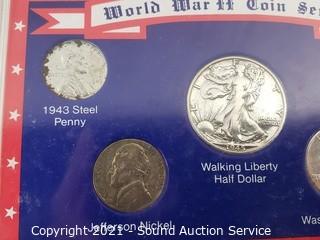 World War II Coin Se
1943 Steel
Penny
Walking Liberty
Half Dollar
Jefferson Nickel
Was
1945
Copyright 2021 - Sound Auction Service